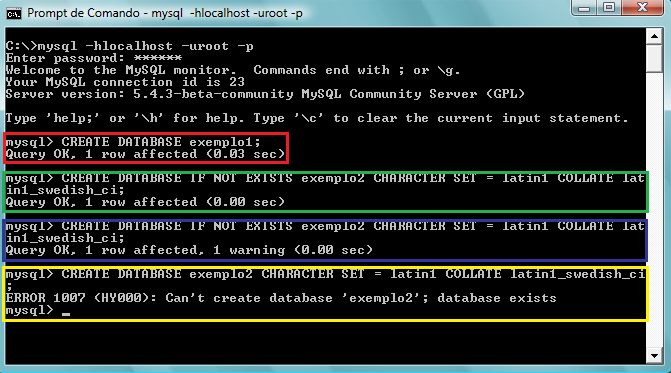 Prompt de Comando - mysql -hlocalhost -uroot -p
C:\>mysql -hlocalhost -uroot -p
Enter password: ******
Welcome to the MySQL monitor.  Commands end with ; or \g.
Your MySQL connection id is 23
Server version: 5.4.3-beta-community MySQL Community Server (GPL)
Type 'help;' or '\h' for help. Type '\c' to clear the current input statement.
mysql> CREATE DATABASE exemplo1;
Query OK, 1 row affected (0.03 sec)
mysql> CREATE DATABASE IF NOT EXISTS exemplo2 CHARACTER SET = latin1 COLLATE lat
in1_swedish_ci;
Query OK, 1 row affected (0.00 sec)
mysql> CREATE DATABASE IF NOT EXISTS exemplo2 CHARACTER SET = latin1 COLLATE lat
in1_swedish_ci;
Query OK, 1 row affected, 1 warning (0.00 sec)
mysql> CREATE DATABASE exemplo2 CHARACTER SET = latin1 COLLATE latin1_swedish_ci
;
ERROR 1007 (HY000): Can't create database 'exemplo2'; database exists
mysql> _